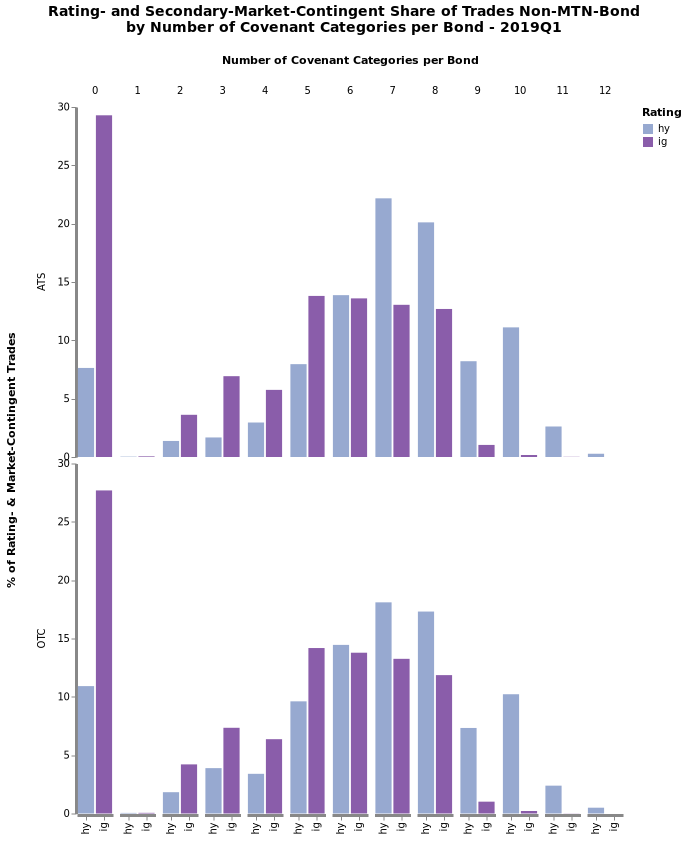 Rating- and Secondary-Market-Contingent Share of Trades Non-MTN-Bond
by Number of Covenant Categories per Bond - 2019Q1
Number of Covenant Categories per Bond
0 1 2 3 4 5 6 7 8 9 10 11 12
Rating
hy
ig
% of Rating- & Market-Contingent Trades
ATS
30
25
20
15
10
5
0
OTC
30
25
20
15
10
5
0
hy ig hy ig hy ig hy ig hy ig hy ig hy ig hy ig hy ig hy ig hy ig hy ig hy ig